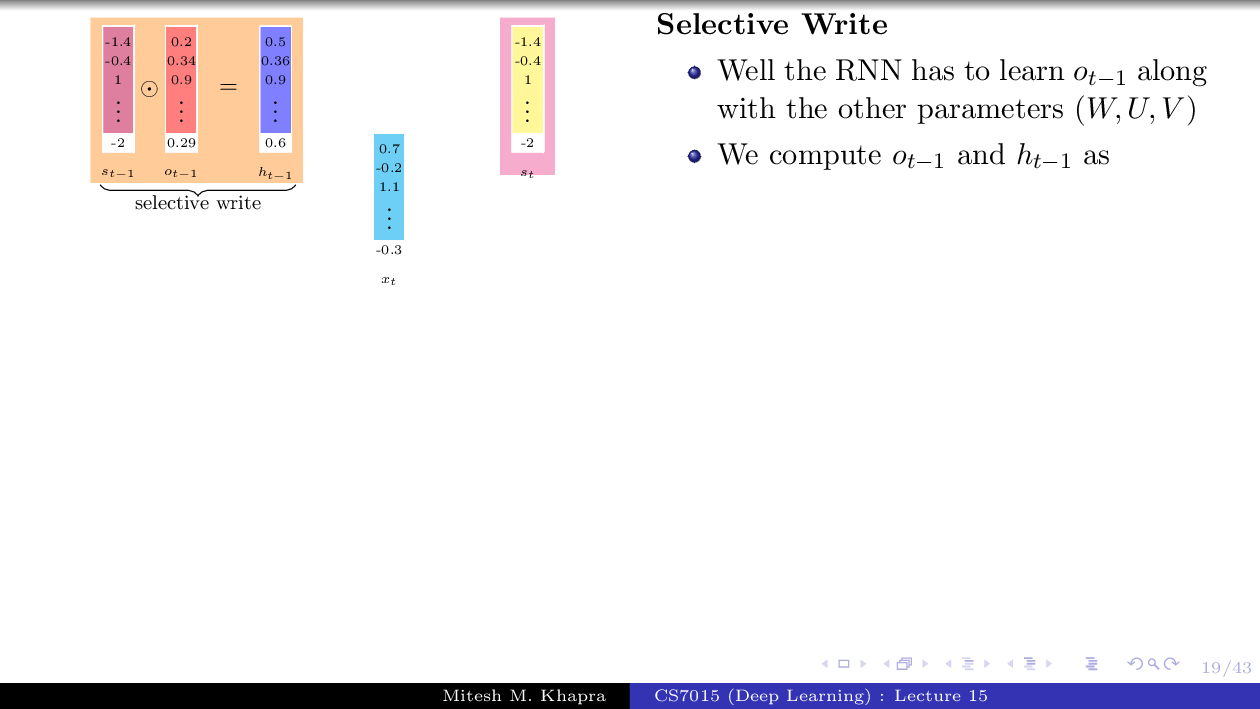 -1.4
-0.4
1
⋮
-2
s_{t−1}
⊙
0.2
0.34
0.9
⋮
0.29
o_{t−1}
=
0.5
0.36
0.9
⋮
0.6
h_{t−1}
selective write
0.7
-0.2
1.1
⋮
-0.3
x_t
-1.4
-0.4
1
⋮
-2
s_t
Selective Write
Well the RNN has to learn o_{t−1} along
with the other parameters (W, U, V)
We compute o_{t−1} and h_{t−1} as
19/43
Mitesh M. Khapra
CS7015 (Deep Learning) : Lecture 15